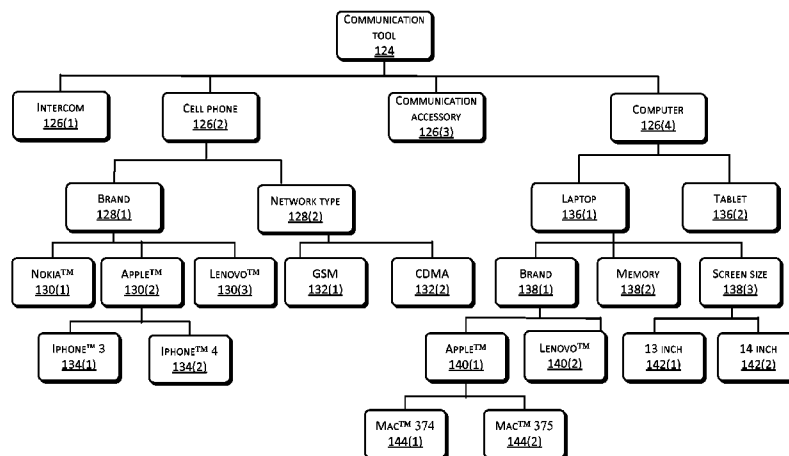 COMMUNICATION
TOOL
124
INTERCOM
126(1)
CELL PHONE
126(2)
COMMUNICATION
ACCESSORY
126(3)
COMPUTER
126(4)
BRAND
128(1)
NETWORK TYPE
128(2)
LAPTOP
136(1)
TABLET
136(2)
NOKIA™
130(1)
APPLE™
130(2)
LENOVO™
130(3)
GSM
132(1)
CDMA
132(2)
BRAND
138(1)
MEMORY
138(2)
SCREEN SIZE
138(3)
IPHONE™ 3
134(1)
IPHONE™ 4
134(2)
APPLE™
140(1)
LENOVO™
140(2)
13 INCH
142(1)
14 INCH
142(2)
MAC™ 374
144(1)
MAC™ 375
144(2)